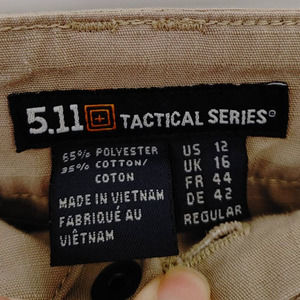 5.11 TACTICAL SERIES®
65% POLYESTER
35% COTTON/
COTON
MADE IN VIETNAM
FABRIQUÉ AU
VIÊTNAM
US 12
UK 16
FR 44
DE 42
REGULAR